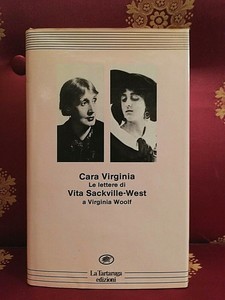 Cara Virginia
Le lettere di
Vita Sackville-West
a Virginia Woolf
La Tartaruga
edizioni